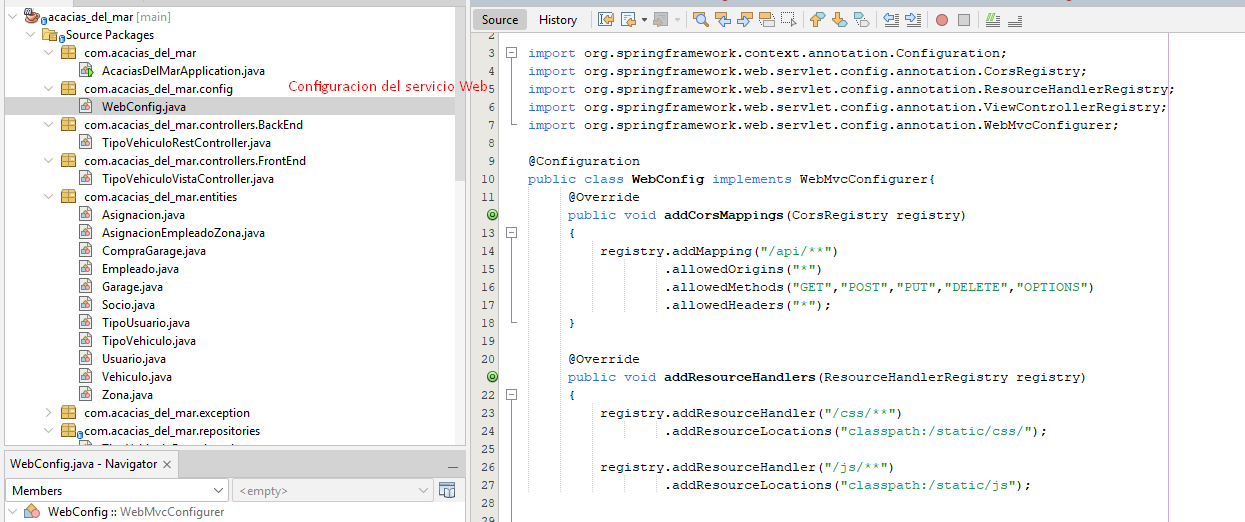 acacias_del_mar [main]
Source Packages
com.acacias_del_mar
AcaciasDelMarApplication.java
com.acacias_del_mar.config
Configuracion del servicio Web
WebConfig.java
com.acacias_del_mar.controllers.BackEnd
TipoVehiculoRestController.java
com.acacias_del_mar.controllers.FrontEnd
TipoVehiculoVistaController.java
com.acacias_del_mar.entities
Asignacion.java
AsignacionEmpleadoZona.java
CompraGarage.java
Empleado.java
Garage.java
Socio.java
TipoUsuario.java
TipoVehiculo.java
Usuario.java
Vehiculo.java
Zona.java
com.acacias_del_mar.exception
com.acacias_del_mar.repositories
WebConfig.java - Navigator
Members
<empty>
WebConfig :: WebMvcConfigurer
Source History
2
3 import org.springframework.context.annotation.Configuration;
4 import org.springframework.web.servlet.config.annotation.CorsRegistry;
5 import org.springframework.web.servlet.config.annotation.ResourceHandlerRegistry;
6 import org.springframework.web.servlet.config.annotation.ViewControllerRegistry;
7 import org.springframework.web.servlet.config.annotation.WebMvcConfigurer;
8
9 @Configuration
10 public class WebConfig implements WebMvcConfigurer{
11 @Override
public void addCorsMappings(CorsRegistry registry)
13 {
14 registry.addMapping("/api/**")
15 .allowedOrigins("*")
16 .allowedMethods("GET","POST","PUT","DELETE","OPTIONS")
17 .allowedHeaders("*");
18 }
19
20 @Override
public void addResourceHandlers(ResourceHandlerRegistry registry)
22 {
23 registry.addResourceHandler("/css/**")
24 .addResourceLocations("classpath:/static/css/");
25
26 registry.addResourceHandler("/js/**")
27 .addResourceLocations("classpath:/static/js");
28
29